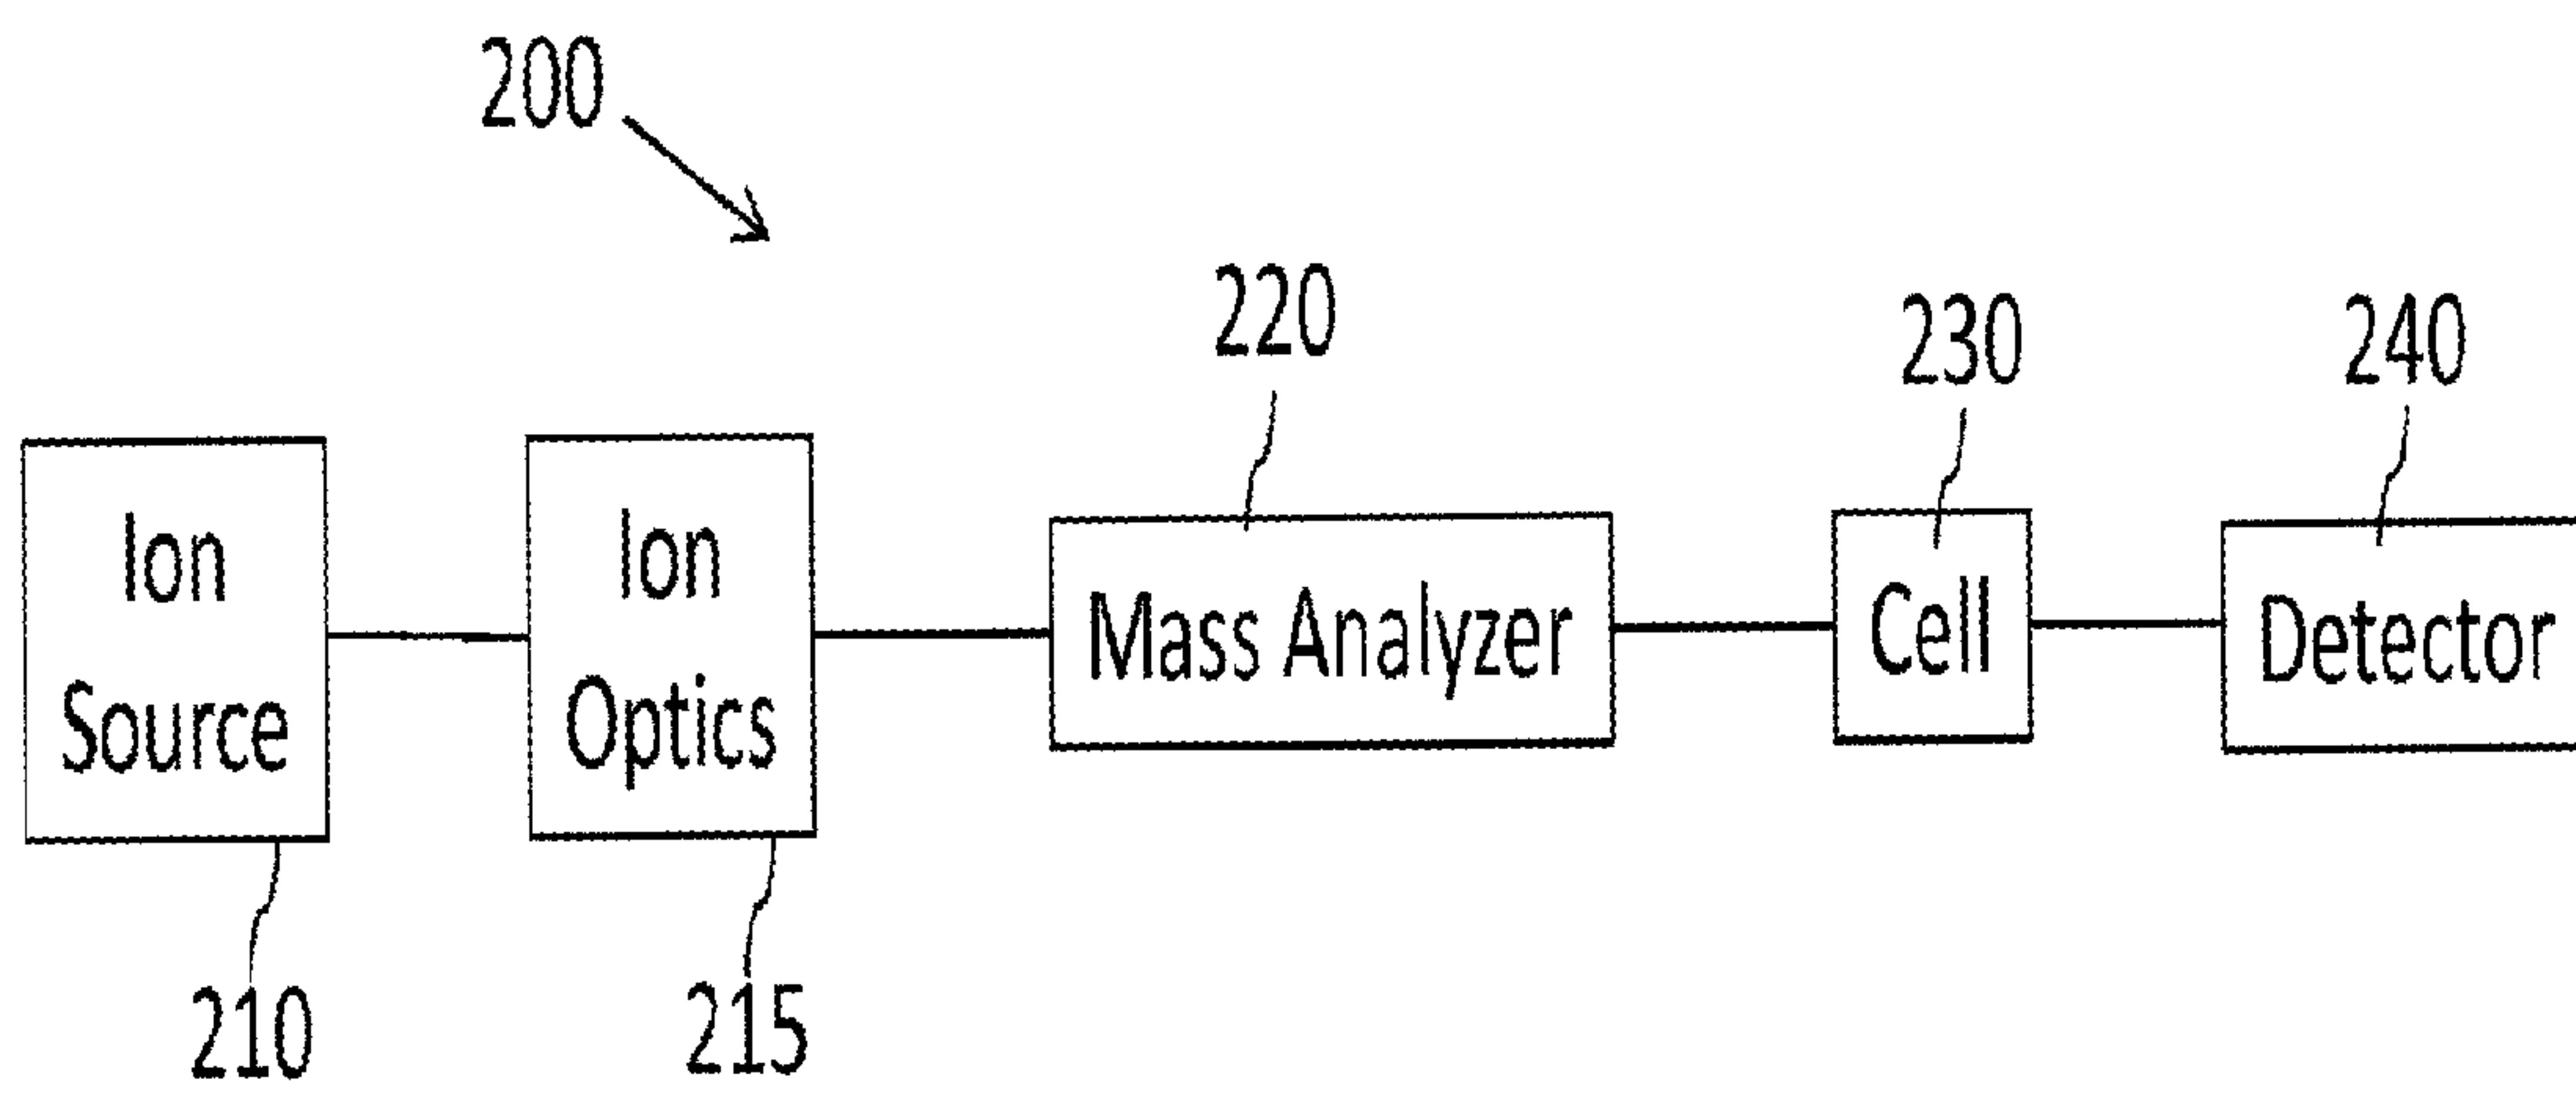 200
220
230
240
Ion
Source
Ion
Optics
Mass Analyzer
Cell
Detector
210
215